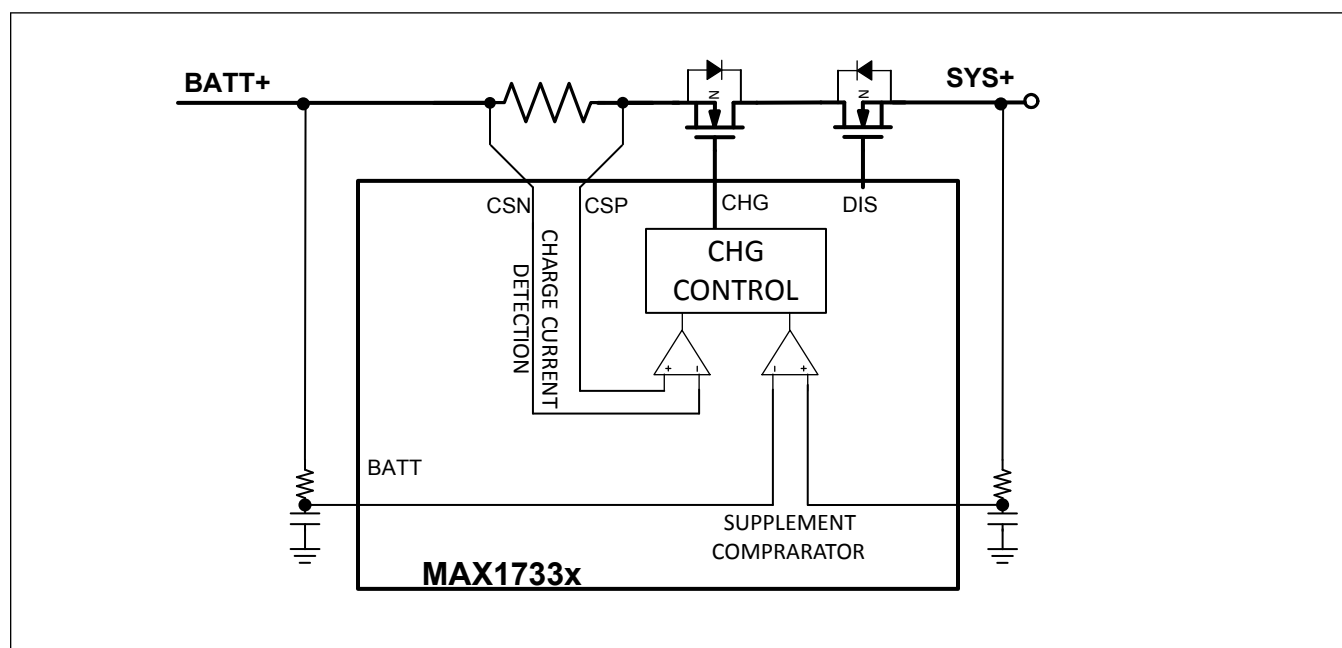 BATT+
SYS+
N
N
CSN
CSP
CHG
DIS
CHARGE CURRENT
DETECTION
CHG
CONTROL
+
-
-
+
BATT
SUPPLEMENT
COMPRARATOR
MAX1733x